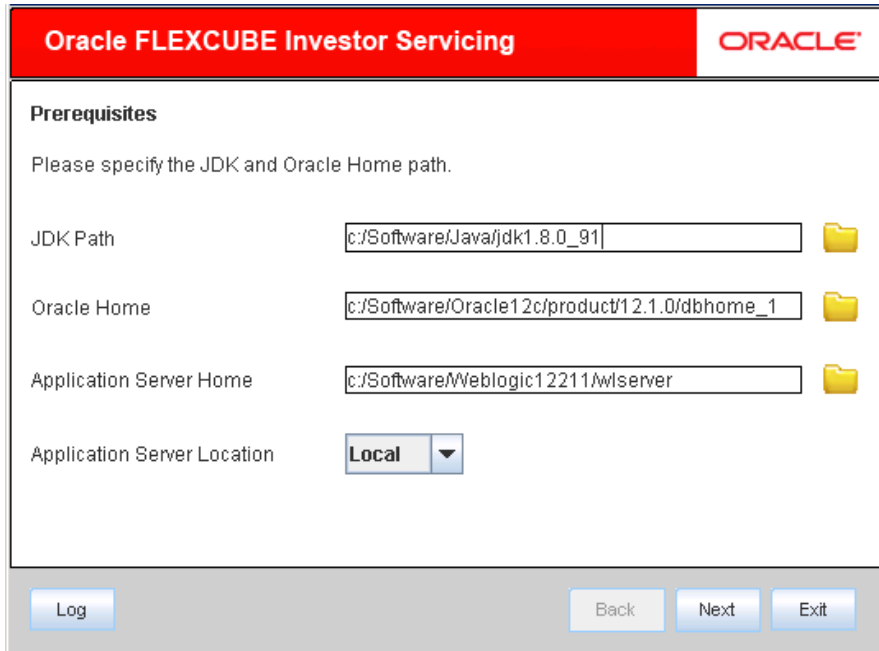 Oracle FLEXCUBE Investor Servicing
ORACLE
Prerequisites
Please specify the JDK and Oracle Home path.
JDK Path
c:/Software/Java/jdk1.8.0_91
Oracle Home
c:/Software/Oracle12c/product/12.1.0/dbhome_1
Application Server Home
c:/Software/Weblogic12211/wlserver
Application Server Location
Local
Log
Back
Next
Exit